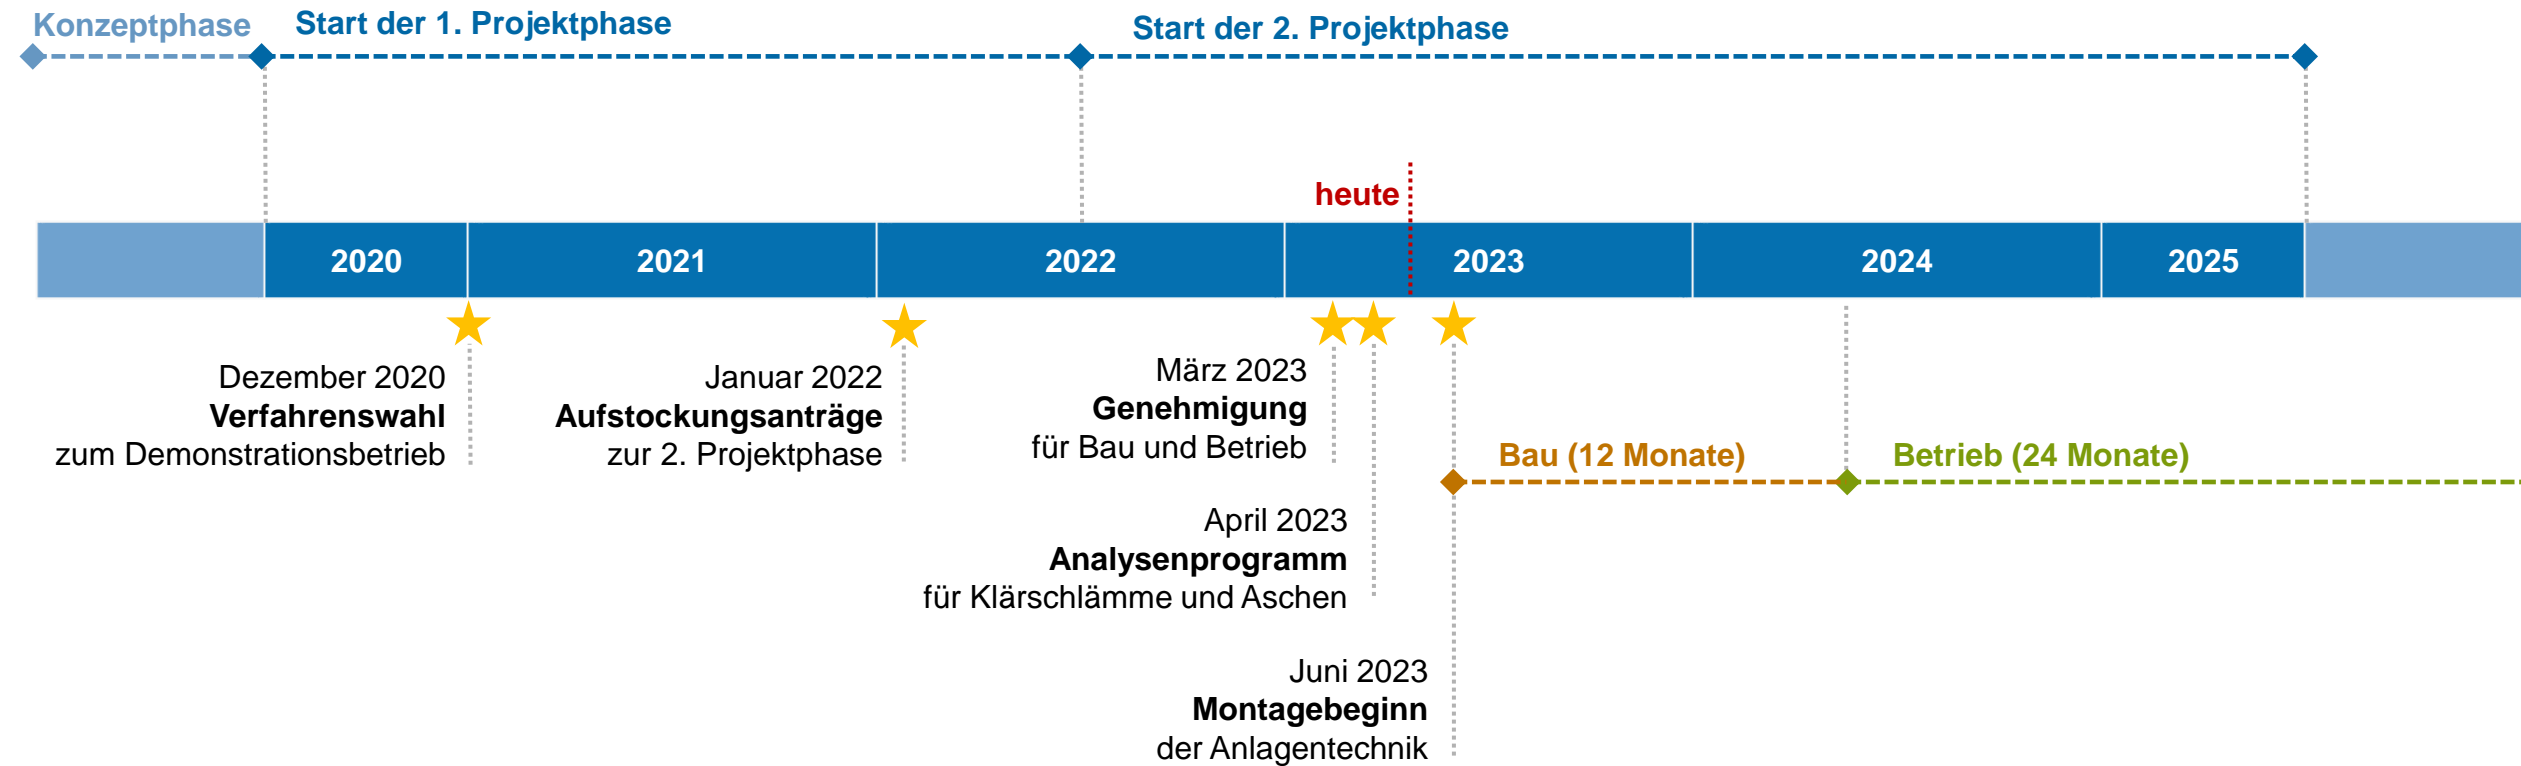 Konzeptphase
Start der 1. Projektphase
Start der 2. Projektphase
heute
2020
2021
2022
2023
2024
2025
Dezember 2020
Verfahrenswahl
zum Demonstrationsbetrieb
Januar 2022
Aufstockungsanträge
zur 2. Projektphase
März 2023
Genehmigung
für Bau und Betrieb
Bau (12 Monate)
Betrieb (24 Monate)
April 2023
Analysenprogramm
für Klärschlämme und Aschen
Juni 2023
Montagebeginn
der Anlagentechnik